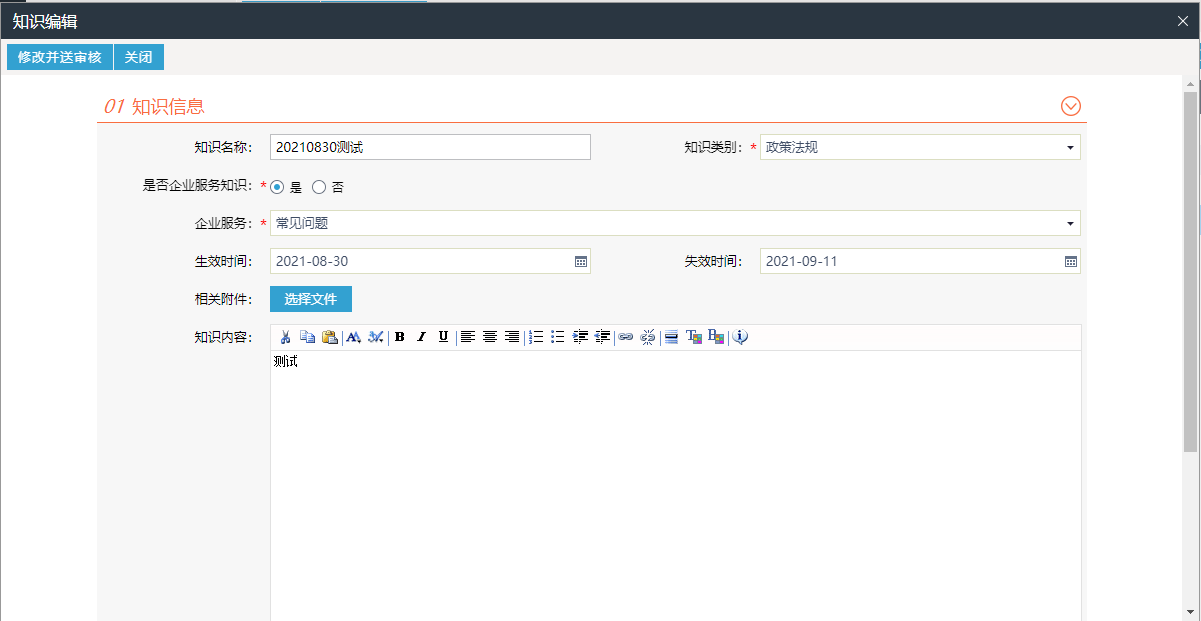 知识编辑
修改并送审核 关闭
01 知识信息
知识名称： 20210830测试 知识类别： * 政策法规
是否企业服务知识： * 是 否
企业服务： * 常见问题
生效时间： 2021-08-30 失效时间： 2021-09-11
相关附件： 选择文件
知识内容： B I U
测试